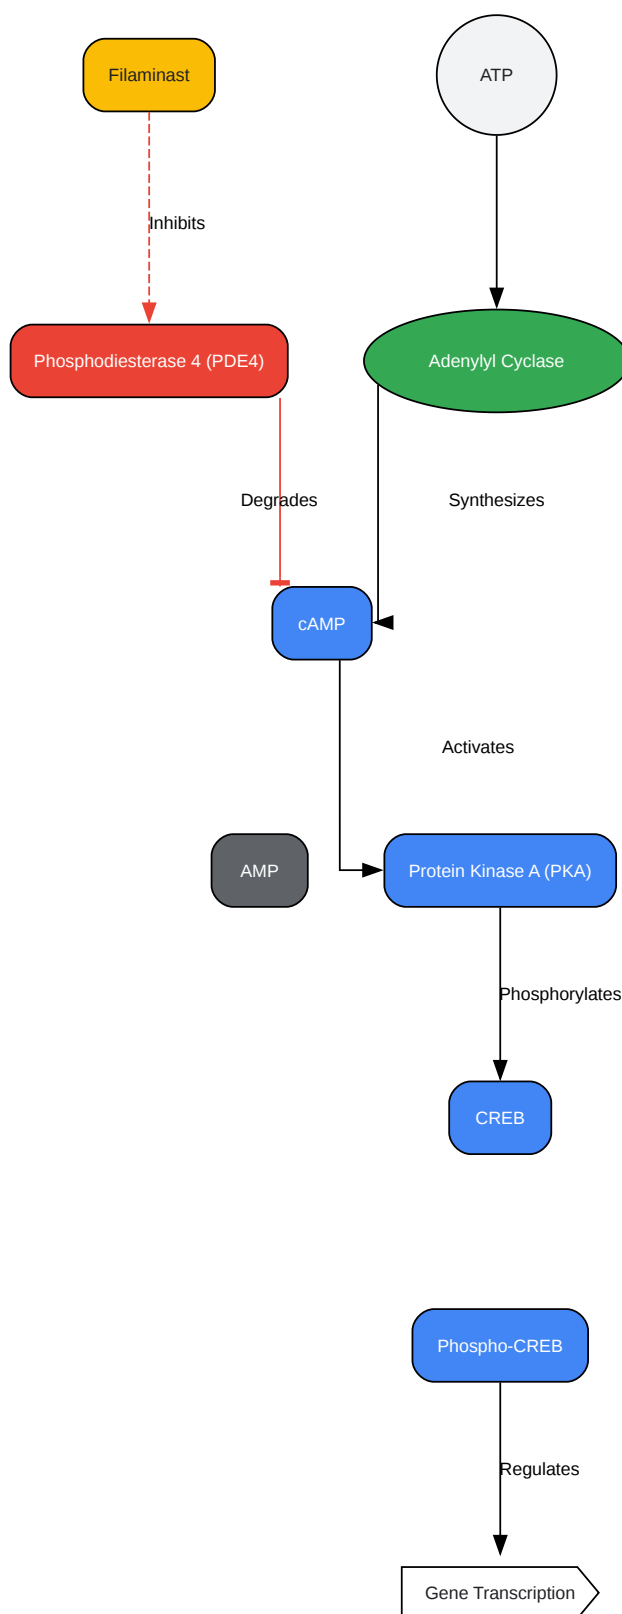 Filaminast
ATP
Inhibits
Phosphodiesterase 4 (PDE4)
Adenylyl Cyclase
Degrades
Synthesizes
cAMP
Activates
AMP
Protein Kinase A (PKA)
Phosphorylates
CREB
Phospho-CREB
Regulates
Gene Transcription